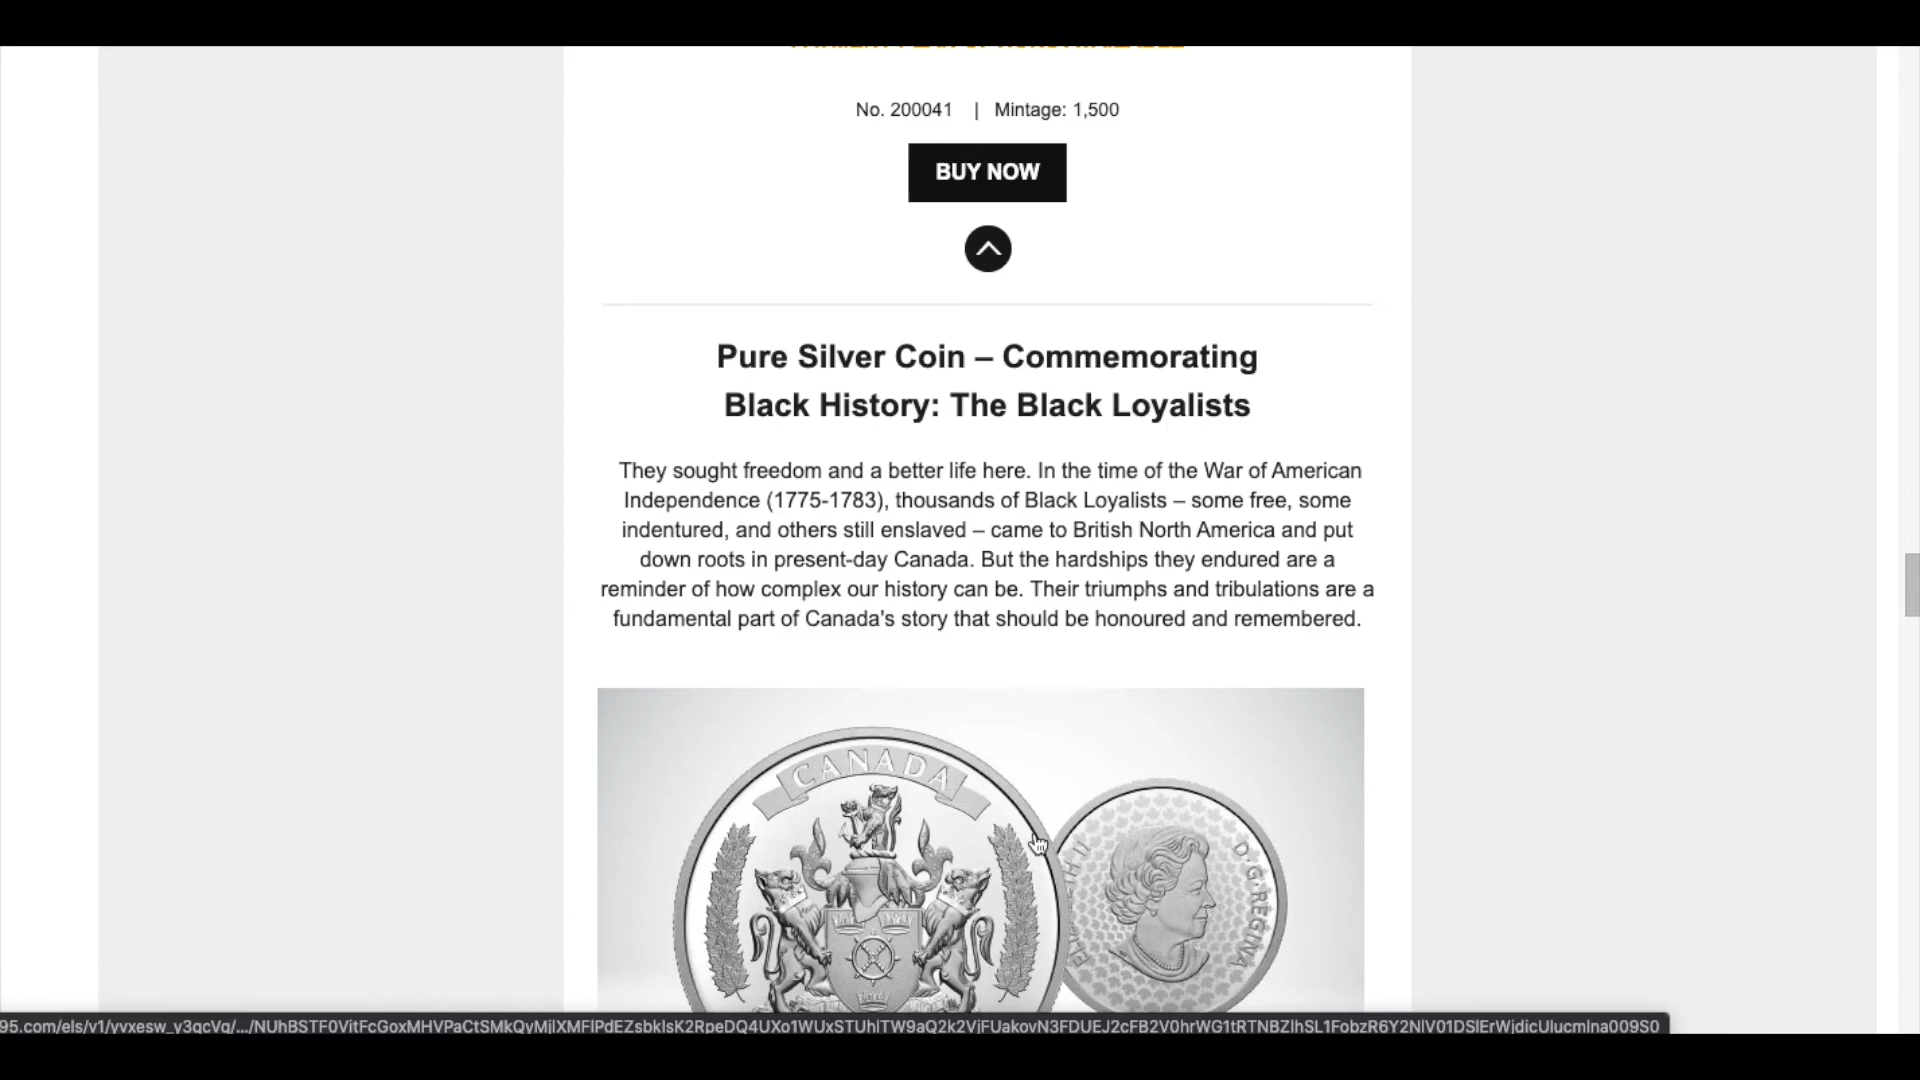 No. 200041 | Mintage: 1,500
BUY NOW
Pure Silver Coin – Commemorating
Black History: The Black Loyalists
They sought freedom and a better life here. In the time of the War of American
Independence (1775-1783), thousands of Black Loyalists – some free, some
indentured, and others still enslaved – came to British North America and put
down roots in present-day Canada. But the hardships they endured are a
reminder of how complex our history can be. Their triumphs and tribulations are a
fundamental part of Canada's story that should be honoured and remembered.
CANADA
D.G.REGINA